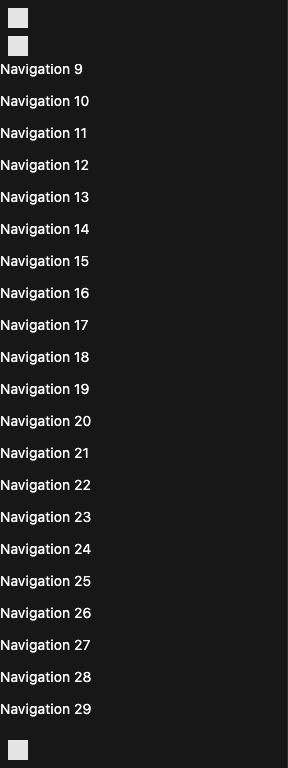 Navigation 9
Navigation 10
Navigation 11
Navigation 12
Navigation 13
Navigation 14
Navigation 15
Navigation 16
Navigation 17
Navigation 18
Navigation 19
Navigation 20
Navigation 21
Navigation 22
Navigation 23
Navigation 24
Navigation 25
Navigation 26
Navigation 27
Navigation 28
Navigation 29